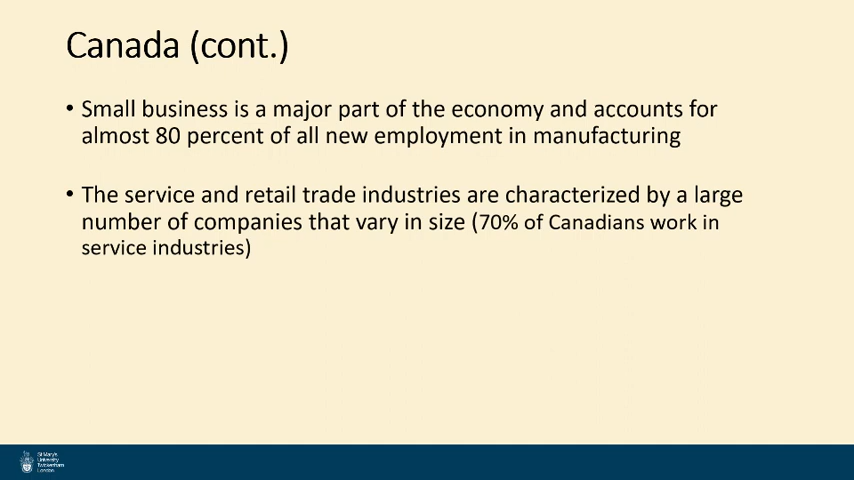 Canada (cont.)
• Small business is a major part of the economy and accounts for
almost 80 percent of all new employment in manufacturing
• The service and retail trade industries are characterized by a large
number of companies that vary in size (70% of Canadians work in
service industries)
St Mary's
University
Twickenham
London